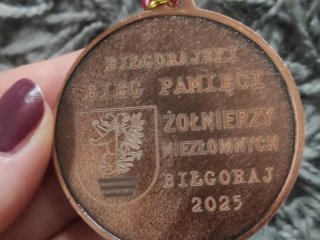 BIŁGORAJSKI
BIEG PAMIĘCI
ŻOŁNIERZY
NIEZŁOMNYCH
BIŁGORAJ
2025